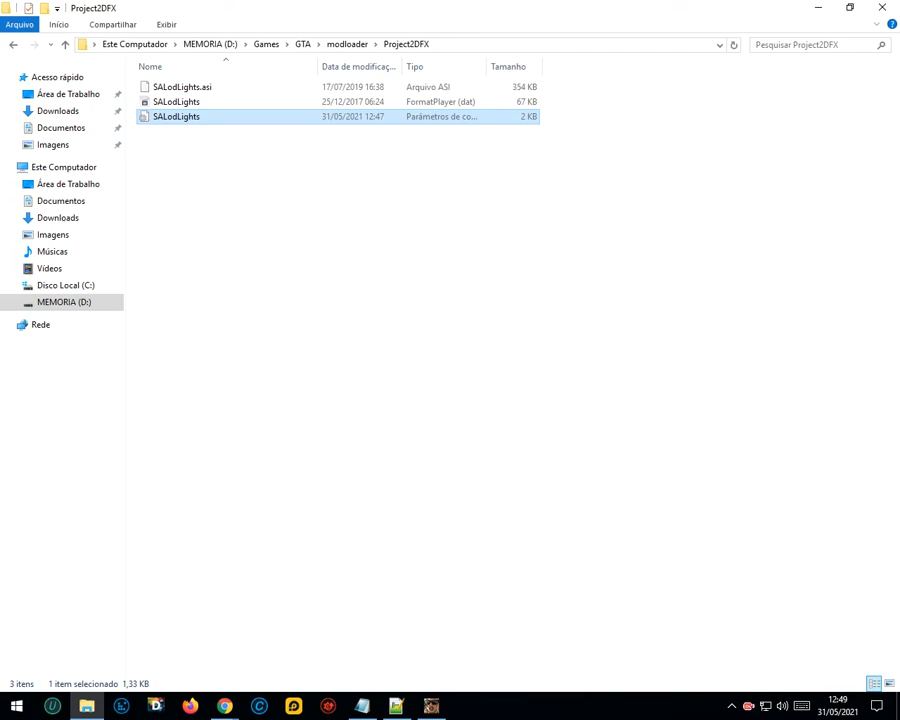 Project2DFX
Arquivo Início Compartilhar Exibir
Este Computador MEMORIA (D:) Games GTA modloader Project2DFX
Pesquisar Project2DFX
Nome Data de modificaç... Tipo Tamanho
SALodLights.asi 17/07/2019 16:38 Arquivo ASI 354 KB
SALodLights 25/12/2017 06:24 FormatPlayer (dat) 67 KB
SALodLights 31/05/2021 12:47 Parâmetros de co... 2 KB
Acesso rápido
Área de Trabalho
Downloads
Documentos
Imagens
Este Computador
Área de Trabalho
Documentos
Downloads
Imagens
Músicas
Vídeos
Disco Local (C:)
MEMORIA (D:)
Rede
3 itens 1 item selecionado 1,33 KB
12:49
31/05/2021